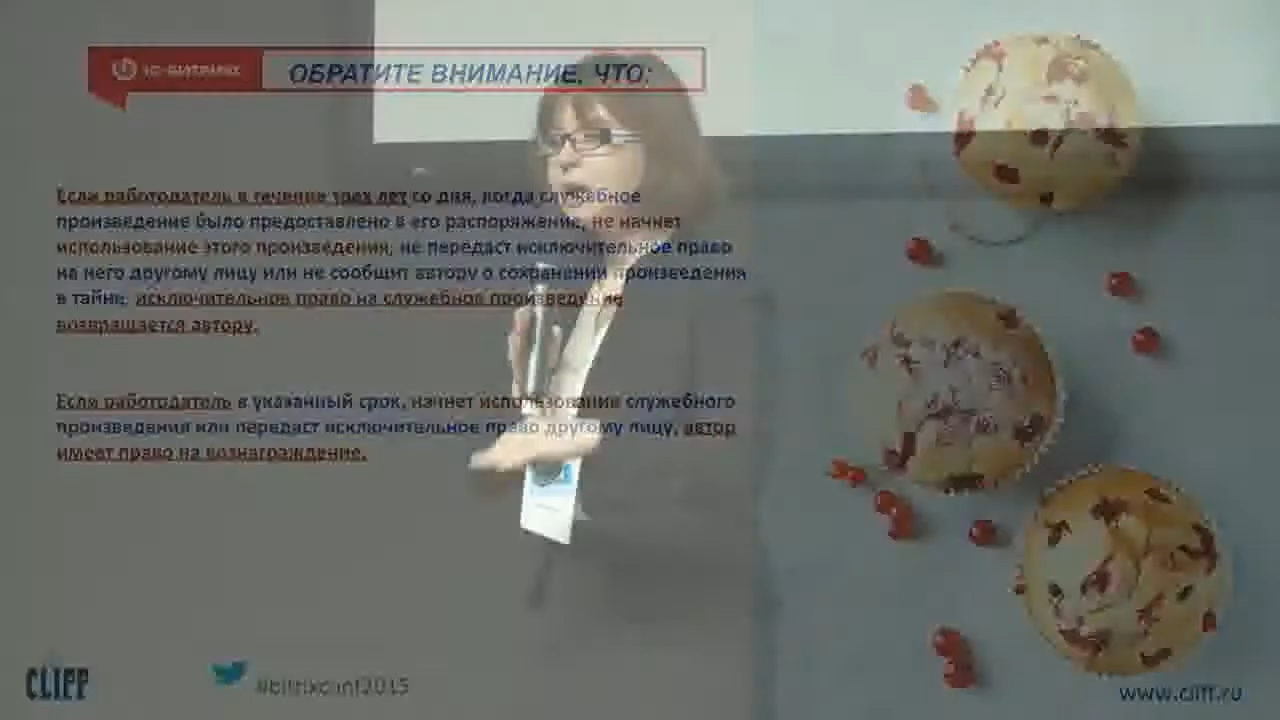 1С-БИТРИКС
ОБРАТИТЕ ВНИМАНИЕ, ЧТО:
Если работодатель в течение трех лет со дня, когда служебное
произведение было предоставлено в его распоряжение, не начнет
использование этого произведения, не передаст исключительное право
на него другому лицу или не сообщит автору о сохранении произведения
в тайне, исключительное право на служебное произведение
возвращается автору.
Если работодатель в указанный срок, начнет использование служебного
произведения или передаст исключительное право другому лицу, автор
имеет право на вознаграждение.
CLIFF
#bitrixconf2015
www.cliff.ru